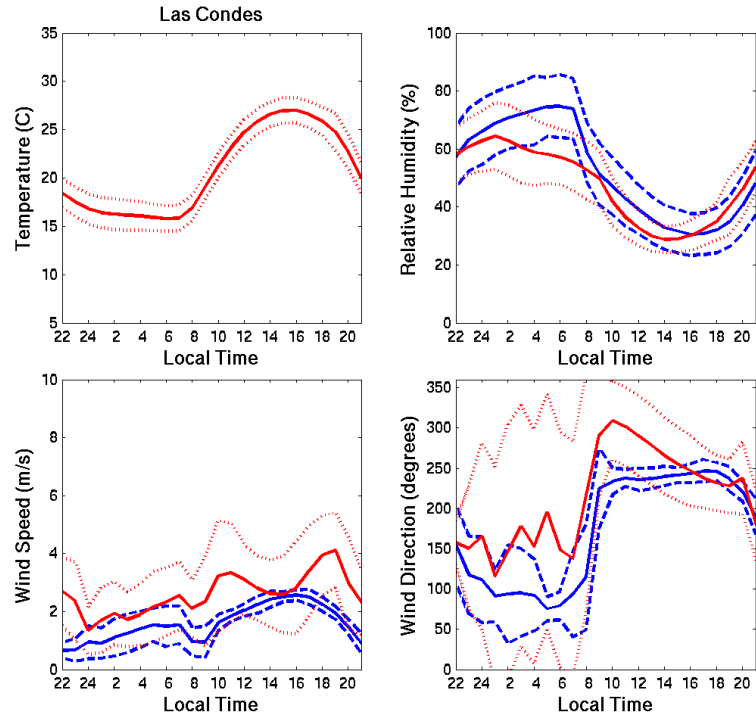 Las Condes
Temperature (C)
35
30
25
20
15
10
5
22 24 2 4 6 8 10 12 14 16 18 20
Local Time
Relative Humidity (%)
100
80
60
40
20
0
22 24 2 4 6 8 10 12 14 16 18 20
Local Time
Wind Speed (m/s)
10
8
6
4
2
0
22 24 2 4 6 8 10 12 14 16 18 20
Local Time
Wind Direction (degrees)
350
300
250
200
150
100
50
0
22 24 2 4 6 8 10 12 14 16 18 20
Local Time